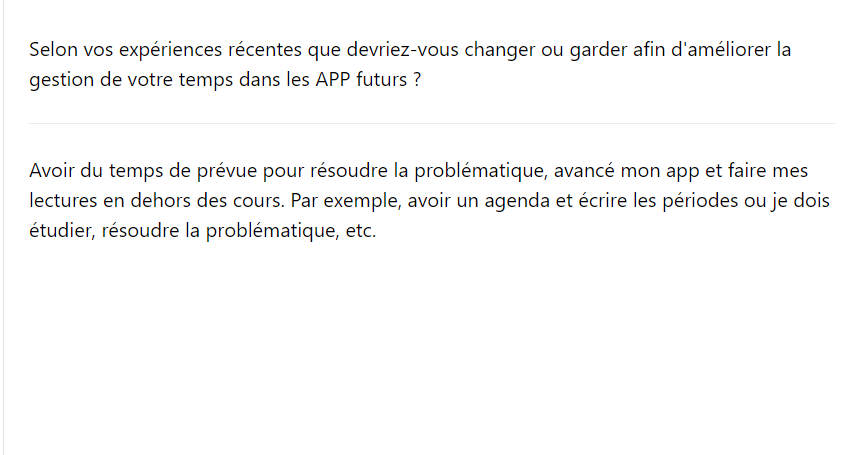 Selon vos expériences récentes que devriez-vous changer ou garder afin d'améliorer la
gestion de votre temps dans les APP futurs ?
Avoir du temps de prévue pour résoudre la problématique, avancé mon app et faire mes
lectures en dehors des cours. Par exemple, avoir un agenda et écrire les périodes ou je dois
étudier, résoudre la problématique, etc.